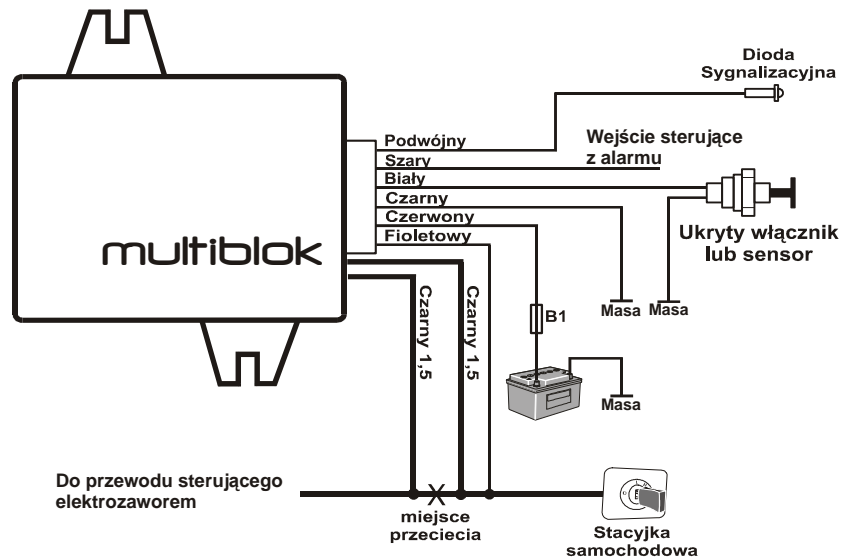 Dioda
Sygnalizacyjna
Podwójny
Szary
Biały
Czarny
Czerwony
Fioletowy
Wejście sterujące
z alarmu
Ukryty włącznik
lub sensor
multiblok
Czarny 1,5
Czarny 1,5
B1
Masa
Masa
Masa
Do przewodu sterującego
elektrozaworem
miejsce
przeciecia
Stacyjka
samochodowa